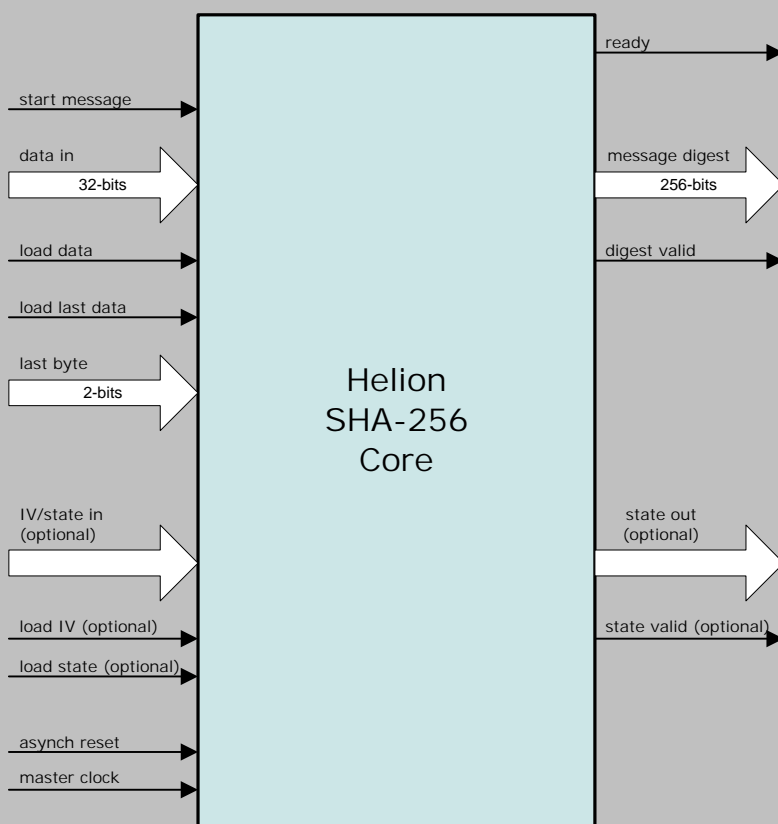 start message
data in
32-bits
load data
load last data
last byte
2-bits
IV/state in
(optional)
load IV (optional)
load state (optional)
asynch reset
master clock
Helion
SHA-256
Core
ready
message digest
256-bits
digest valid
state out
(optional)
state valid (optional)